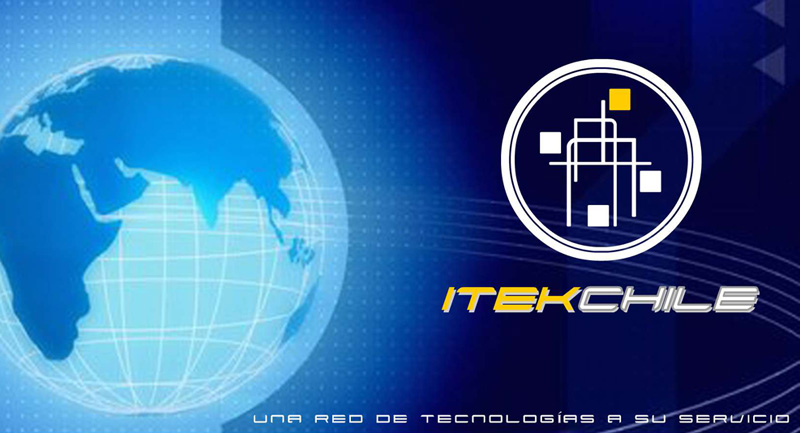 ITEKCHILE
UNA RED DE TECNOLOGÍAS A SU SERVICIO